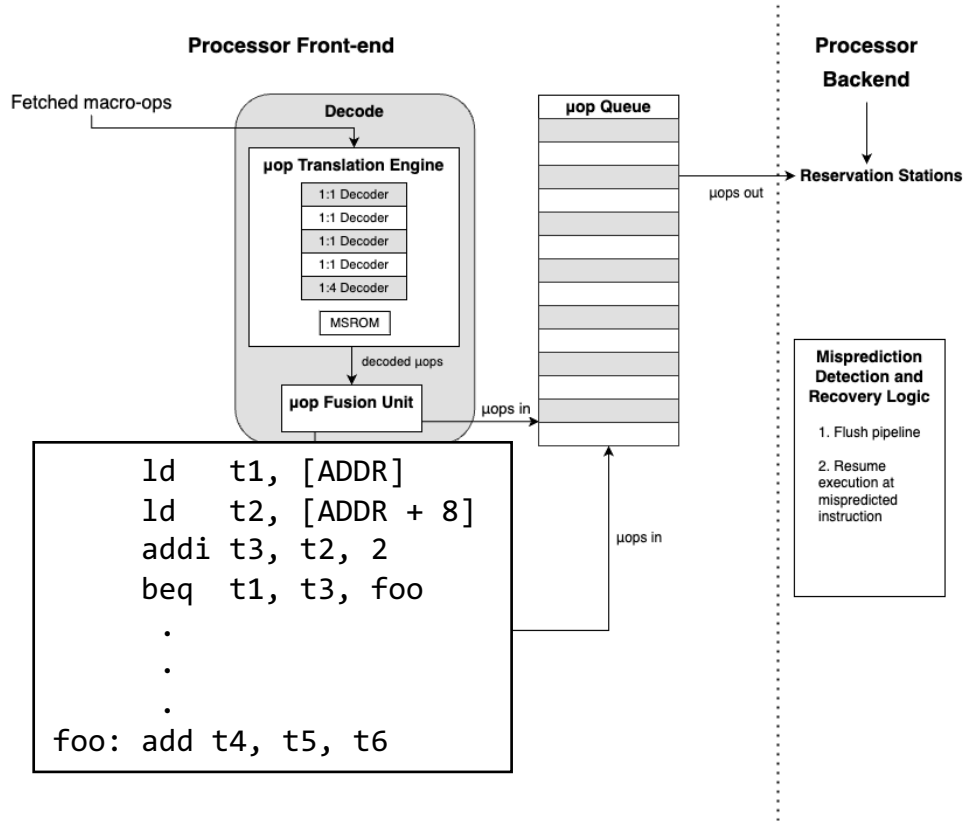 Processor Front-end
Processor
Backend
Fetched macro-ops
Decode
µop Translation Engine
1:1 Decoder
1:1 Decoder
1:1 Decoder
1:1 Decoder
1:4 Decoder
MSROM
decoded µops
µop Fusion Unit
µops in
µop Queue
µops out
Reservation Stations
Misprediction
Detection and
Recovery Logic
1. Flush pipeline
2. Resume
execution at
mispredicted
instruction
µops in
ld t1, [ADDR]
ld t2, [ADDR + 8]
addi t3, t2, 2
beq t1, t3, foo
.
.
.
foo: add t4, t5, t6